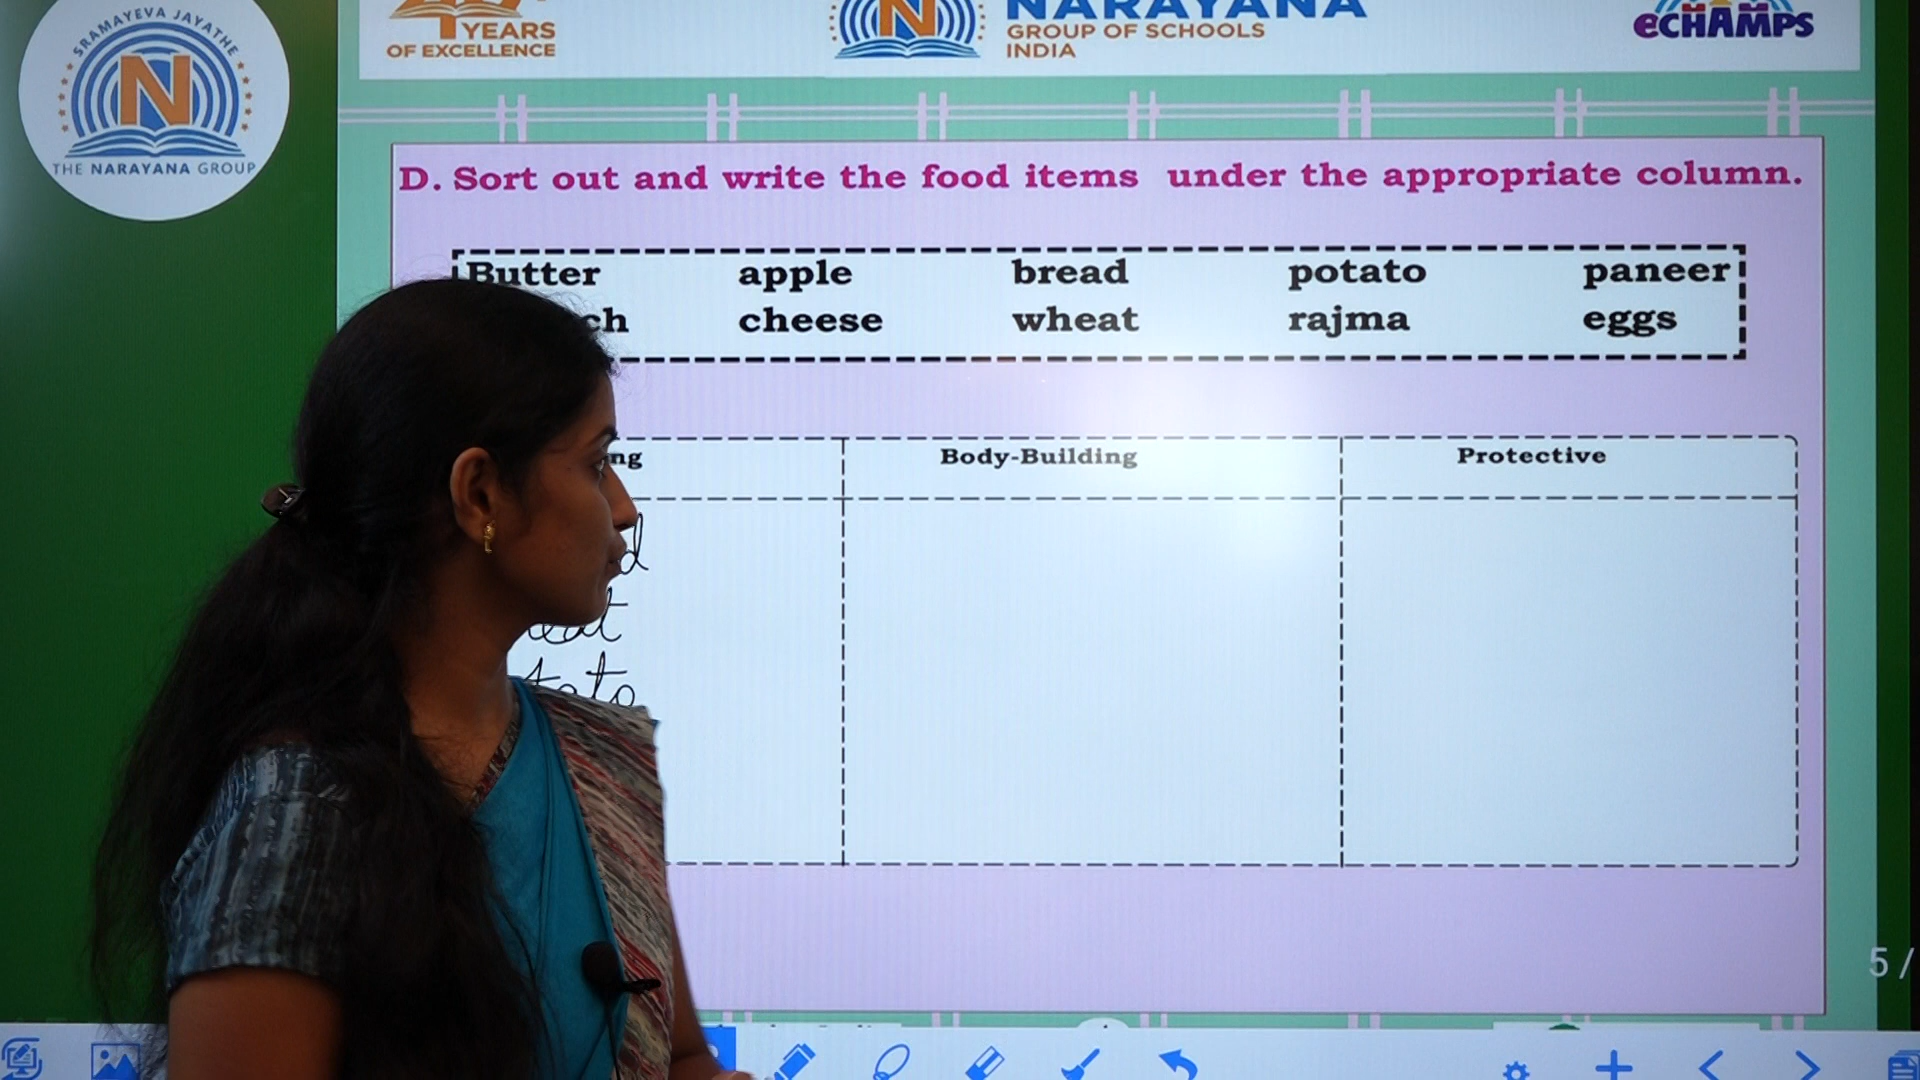 SRAMAYEVA JAYATHE
N
THE NARAYANA GROUP
YEARS
OF EXCELLENCE
N
NARAYANA
GROUP OF SCHOOLS
INDIA
eCHAMPS
D. Sort out and write the food items under the appropriate column.
Butter apple bread potato paneer
cheese wheat rajma eggs
Body-Building Protective
5 /